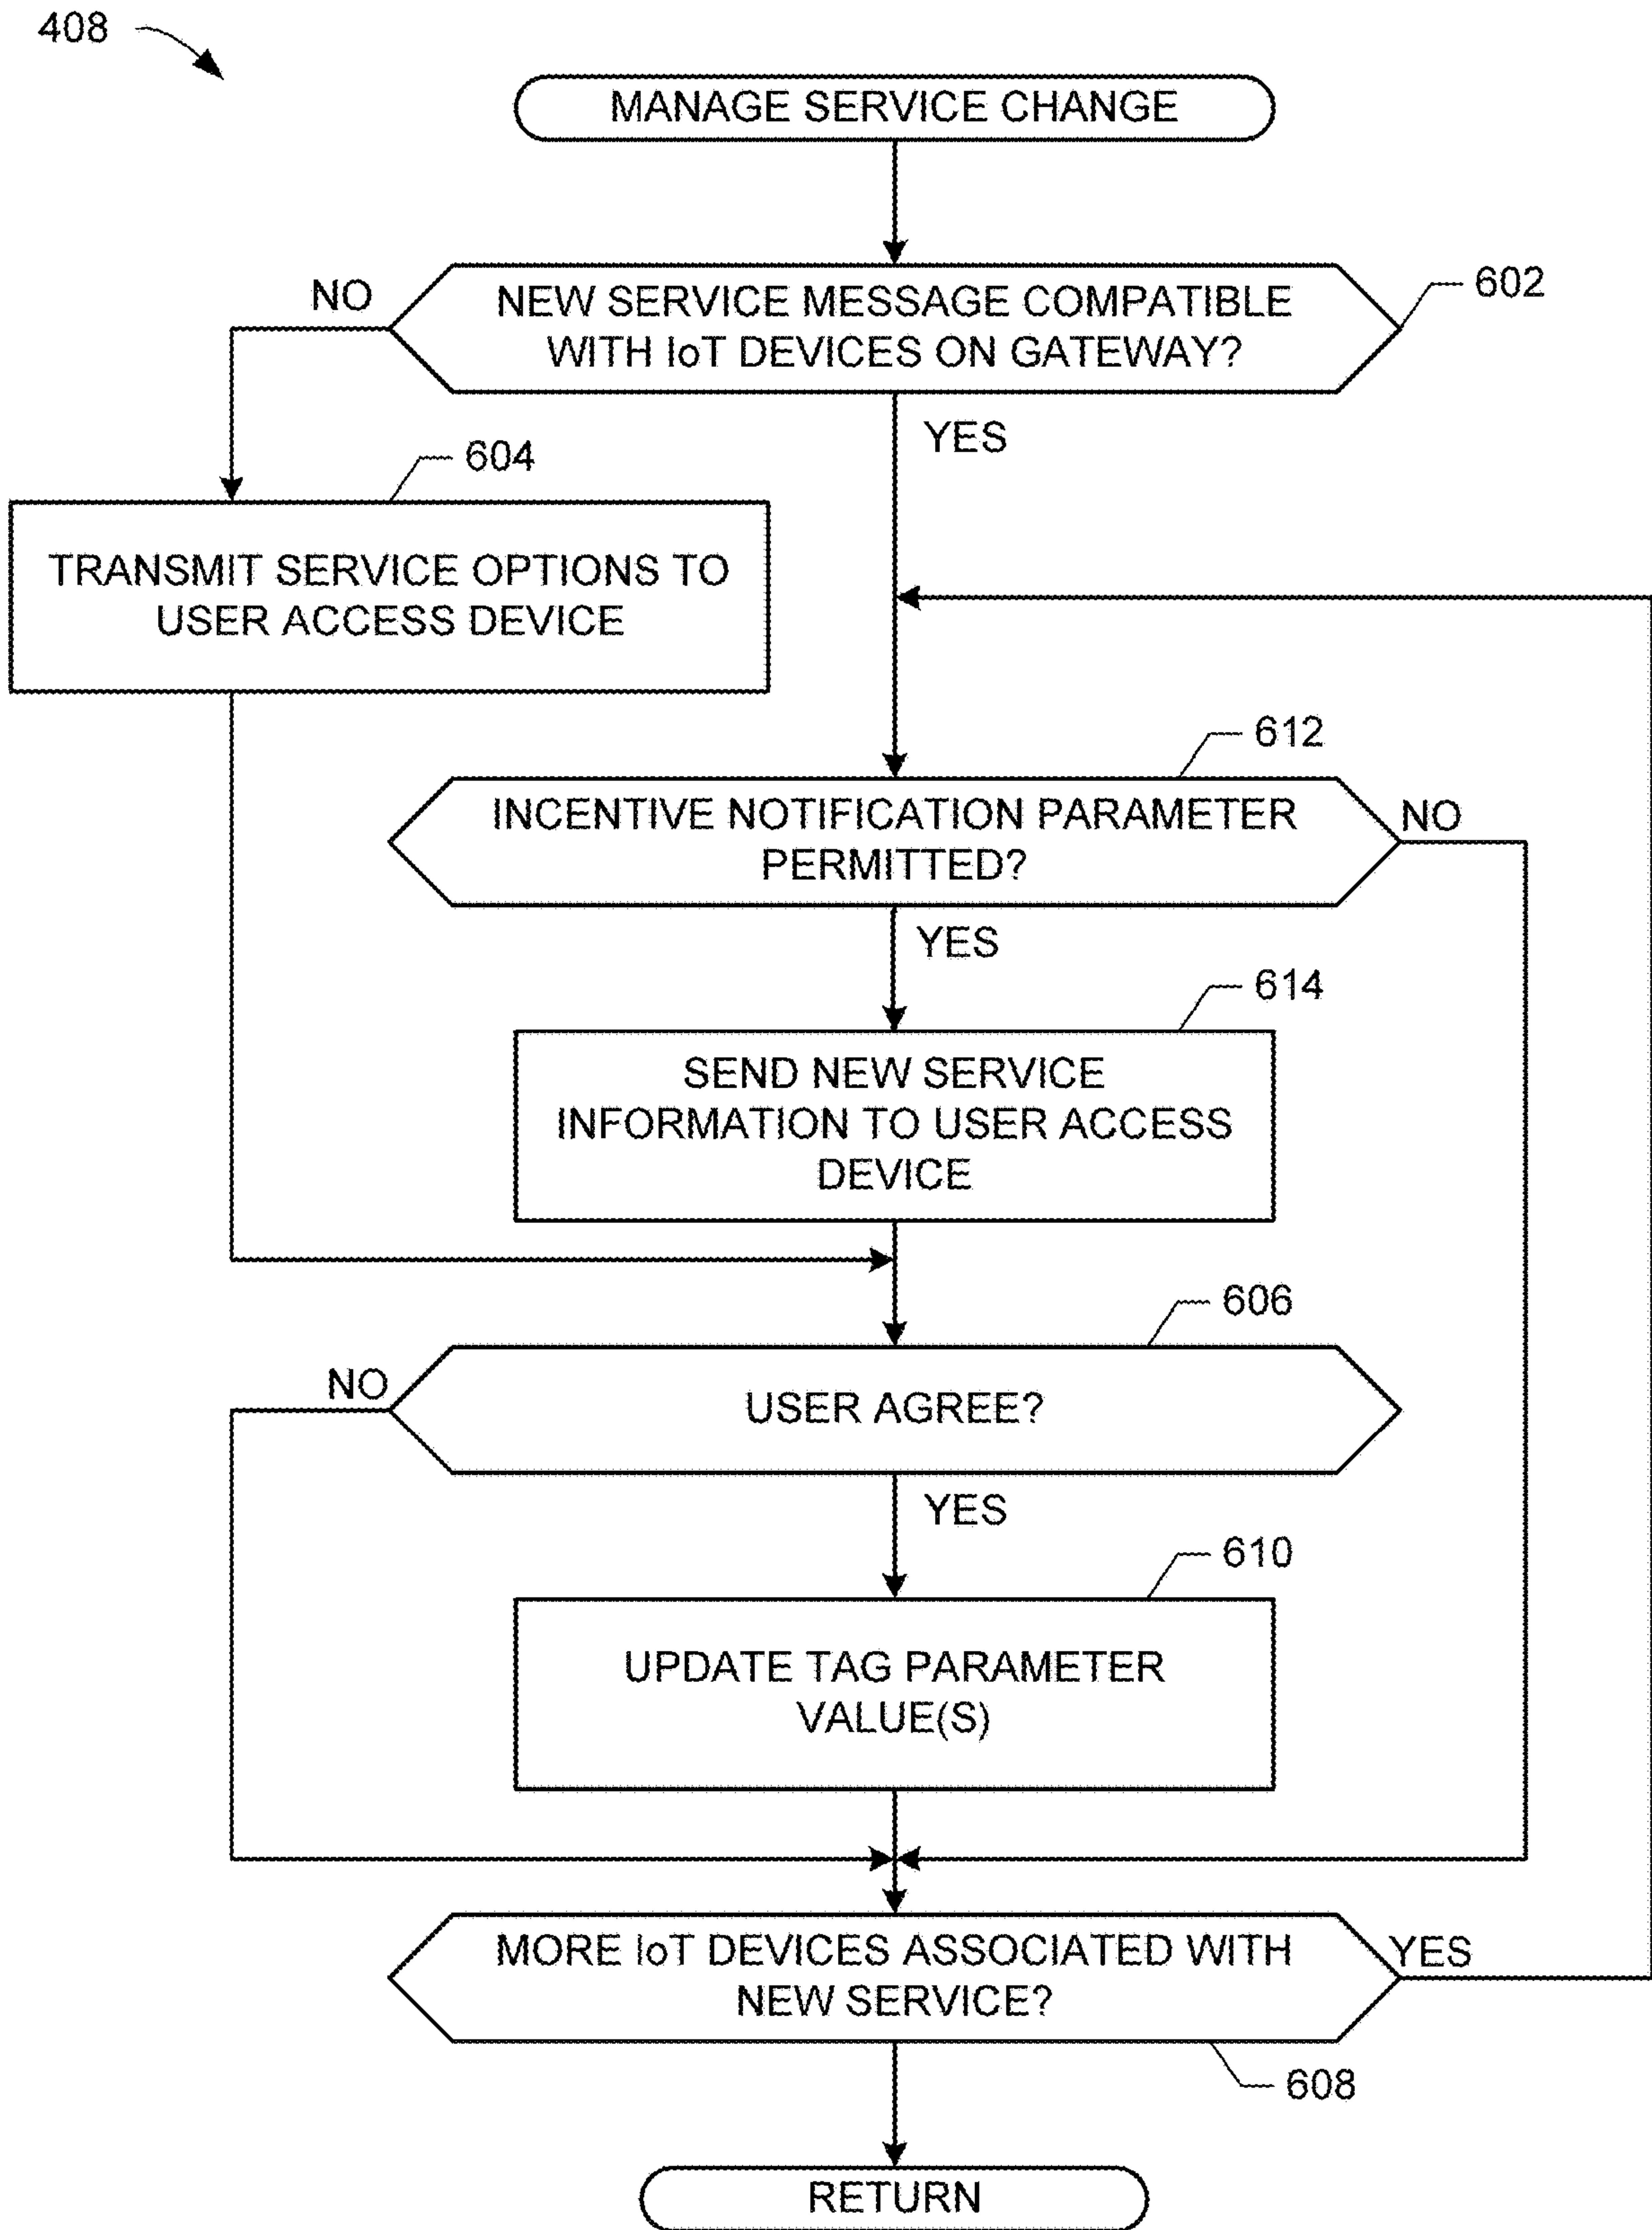 408
MANAGE SERVICE CHANGE
NO
NEW SERVICE MESSAGE COMPATIBLE
WITH IoT DEVICES ON GATEWAY?
602
YES
604
TRANSMIT SERVICE OPTIONS TO
USER ACCESS DEVICE
612
INCENTIVE NOTIFICATION PARAMETER
PERMITTED?
NO
YES
614
SEND NEW SERVICE
INFORMATION TO USER ACCESS
DEVICE
606
NO
USER AGREE?
YES
610
UPDATE TAG PARAMETER
VALUE(S)
MORE IoT DEVICES ASSOCIATED WITH
NEW SERVICE?
YES
608
RETURN